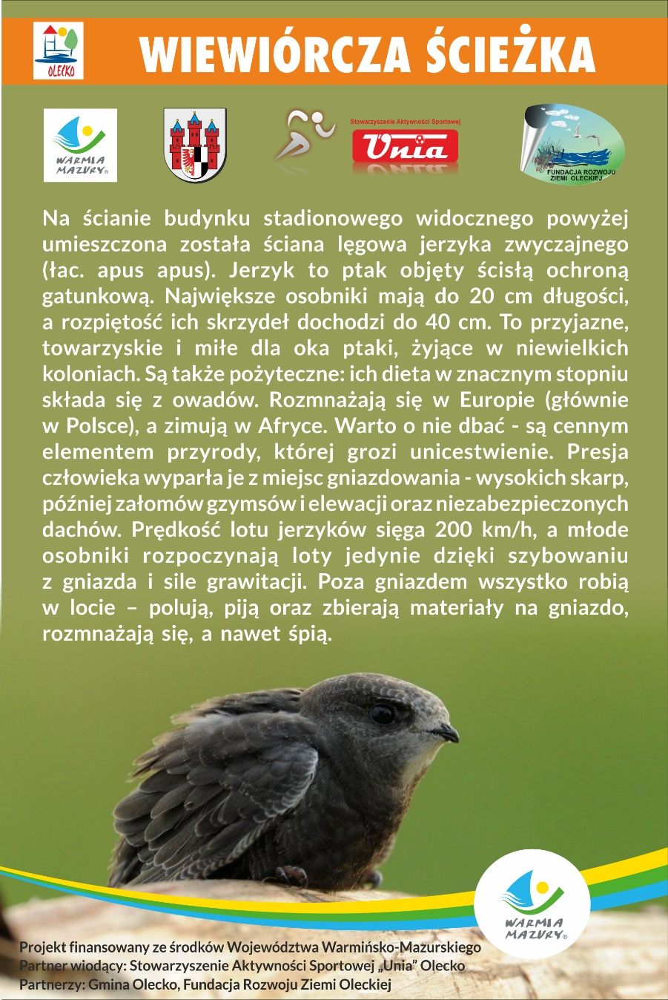 OLECKO
WIEWIÓRCZA ŚCIEŻKA
WARMIA
MAZURY®
Stowarzyszenie Aktywności Sportowej
Unia
FUNDACJA ROZWOJU
ZIEMI OLECKIEJ
Na ścianie budynku stadionowego widocznego powyżej
umieszczona została ściana lęgowa jerzyka zwyczajnego
(łac. apus apus). Jerzyk to ptak objęty ścisłą ochroną
gatunkową. Największe osobniki mają do 20 cm długości,
a rozpiętość ich skrzydeł dochodzi do 40 cm. To przyjazne,
towarzyskie i miłe dla oka ptaki, żyjące w niewielkich
koloniach. Są także pożyteczne: ich dieta w znacznym stopniu
składa się z owadów. Rozmnażają się w Europie (głównie
w Polsce), a zimują w Afryce. Warto o nie dbać - są cennym
elementem przyrody, której grozi unicestwienie. Presja
człowieka wyparła je z miejsc gniazdowania - wysokich skarp,
później załomów gzymsów i elewacji oraz niezabezpieczonych
dachów. Prędkość lotu jerzyków sięga 200 km/h, a młode
osobniki rozpoczynają loty jedynie dzięki szybowaniu
z gniazda i sile grawitacji. Poza gniazdem wszystko robią
w locie – polują, piją oraz zbierają materiały na gniazdo,
rozmnażają się, a nawet śpią.
WARMIA
MAZURY®
Projekt finansowany ze środków Województwa Warmińsko-Mazurskiego
Partner wiodący: Stowarzyszenie Aktywności Sportowej „Unia” Olecko
Partnerzy: Gmina Olecko, Fundacja Rozwoju Ziemi Oleckiej